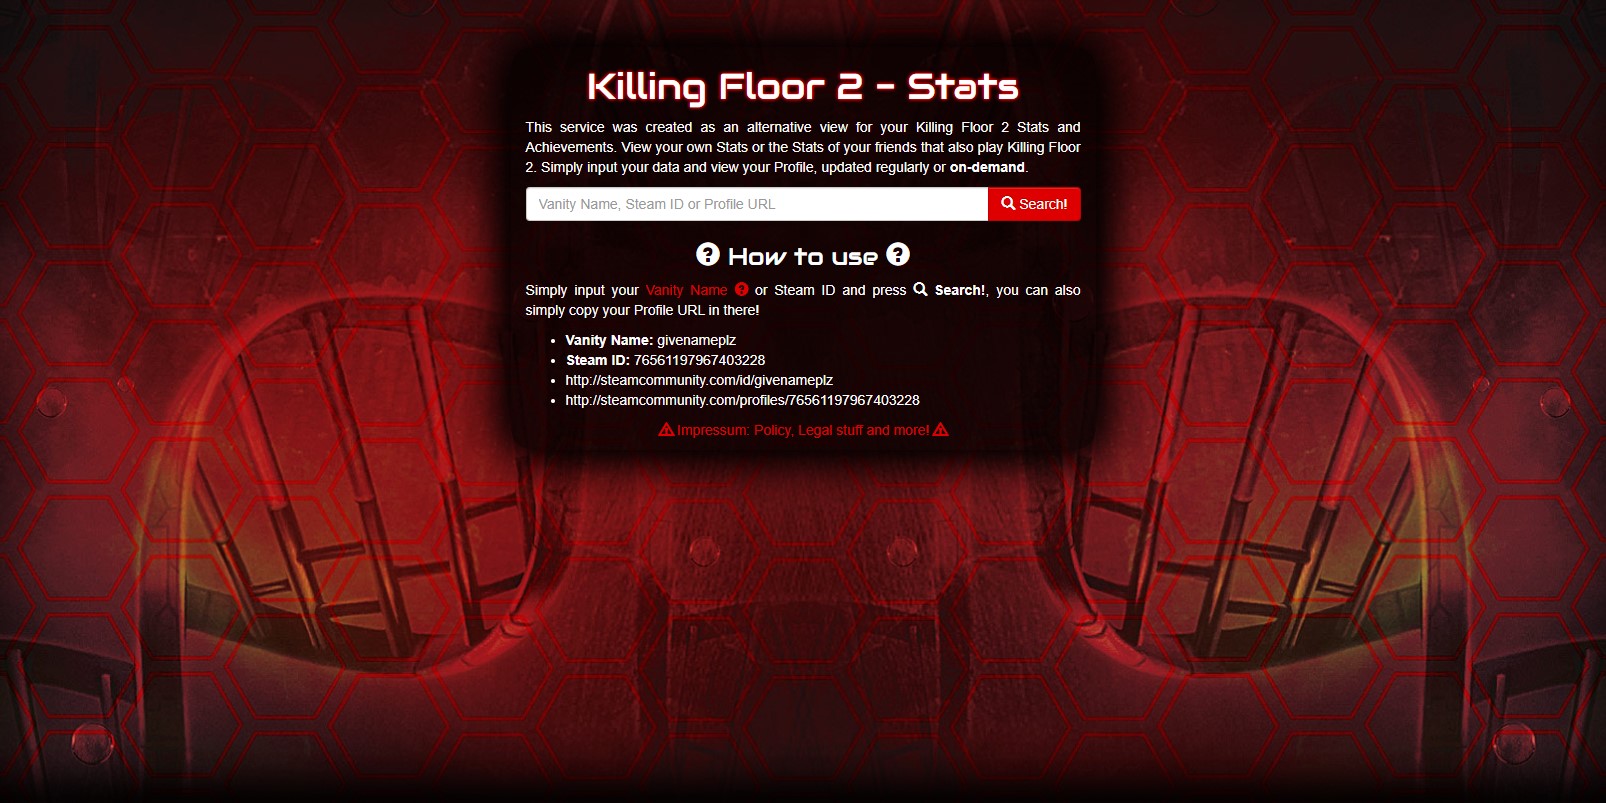 Killing Floor 2 - Stats
This service was created as an alternative view for your Killing Floor 2 Stats and
Achievements. View your own Stats or the Stats of your friends that also play Killing Floor
2. Simply input your data and view your Profile, updated regularly or on-demand.
Vanity Name, Steam ID or Profile URL
Search!
How to use
Simply input your Vanity Name or Steam ID and press Search!, you can also
simply copy your Profile URL in there!
Vanity Name: givenameplz
Steam ID: 76561197967403228
http://steamcommunity.com/id/givenameplz
http://steamcommunity.com/profiles/76561197967403228
Impressum: Policy, Legal stuff and more!